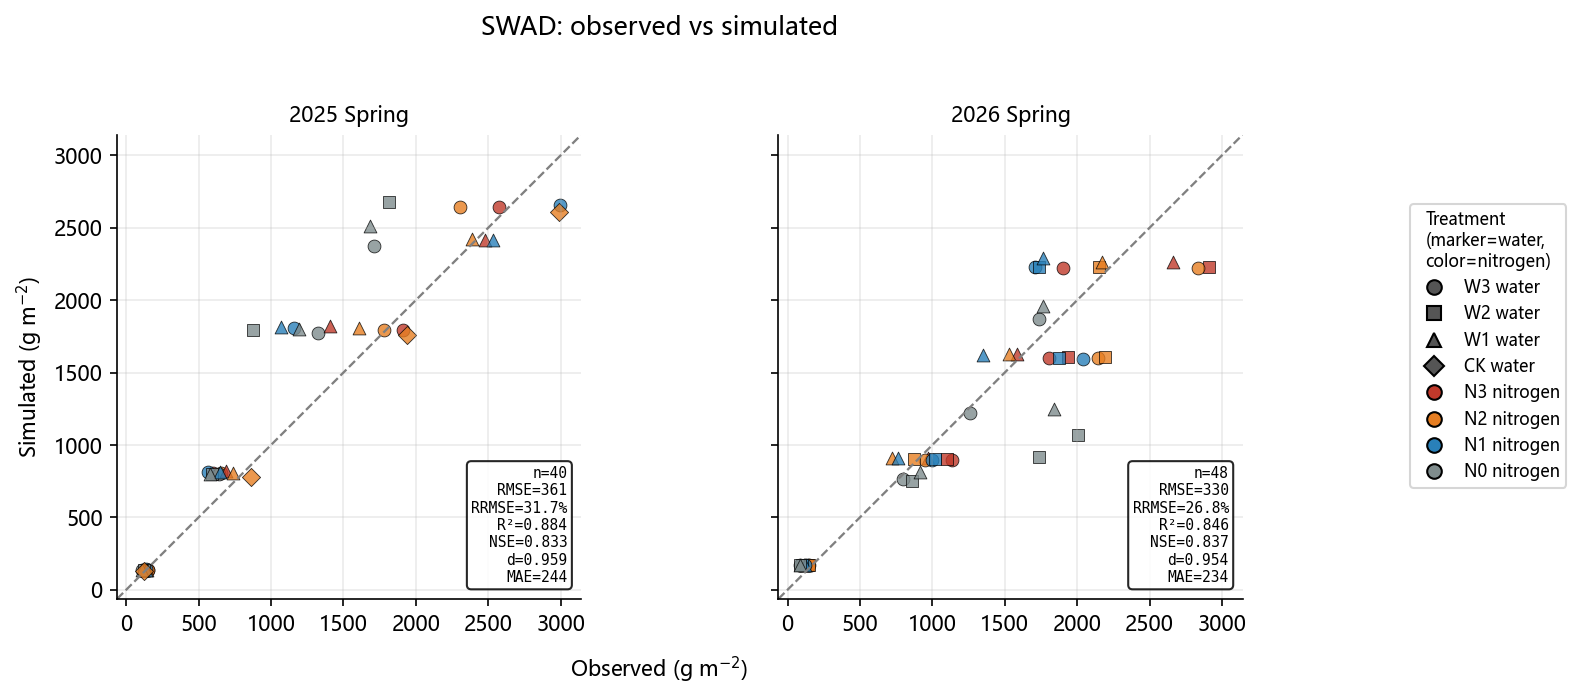 SWAD: observed vs simulated
2025 Spring
2026 Spring
Simulated (g m⁻²)
3000
2500
2000
1500
1000
500
0
0 500 1000 1500 2000 2500 3000
n=40
RMSE=361
RRMSE=31.7%
R²=0.884
NSE=0.833
d=0.959
MAE=244
0 500 1000 1500 2000 2500 3000
n=48
RMSE=330
RRMSE=26.8%
R²=0.846
NSE=0.837
d=0.954
MAE=234
Observed (g m⁻²)
Treatment
(marker=water,
color=nitrogen)
W3 water
W2 water
W1 water
CK water
N3 nitrogen
N2 nitrogen
N1 nitrogen
N0 nitrogen